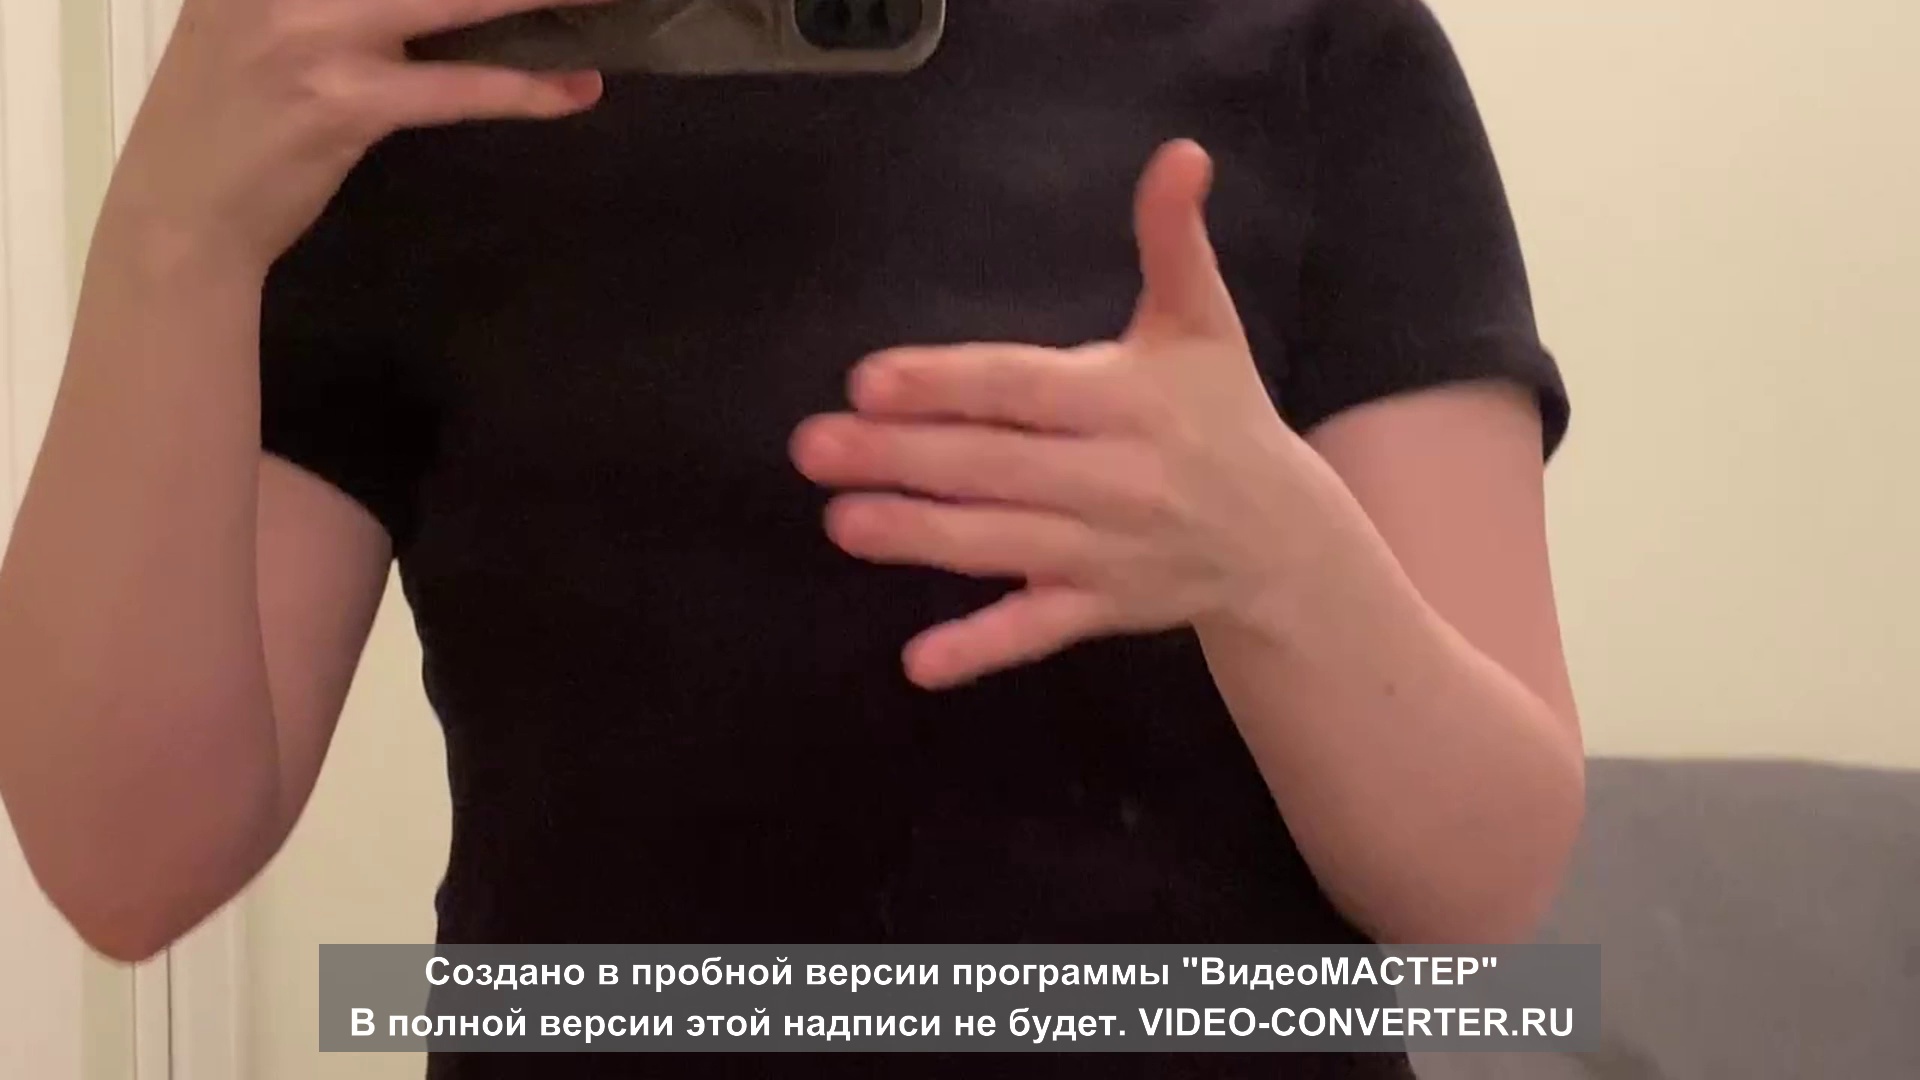 Создано в пробной версии программы "ВидеоМАСТЕР"
В полной версии этой надписи не будет. VIDEO-CONVERTER.RU